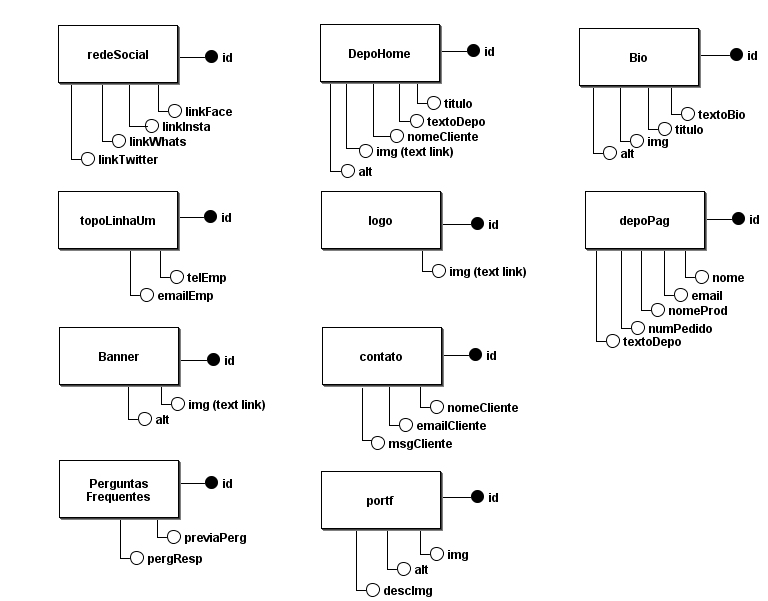 redeSocial
id
linkFace
linkInsta
linkWhats
linkTwitter
DepoHome
id
titulo
textoDepo
nomeCliente
img (text link)
alt
Bio
id
textoBio
titulo
img
alt
topoLinhaUm
id
telEmp
emailEmp
logo
id
img (text link)
depoPag
id
nome
email
nomeProd
numPedido
textoDepo
Banner
id
img (text link)
alt
contato
id
nomeCliente
emailCliente
msgCliente
Perguntas
Frequentes
id
previaPerg
pergResp
portf
id
img
alt
descImg